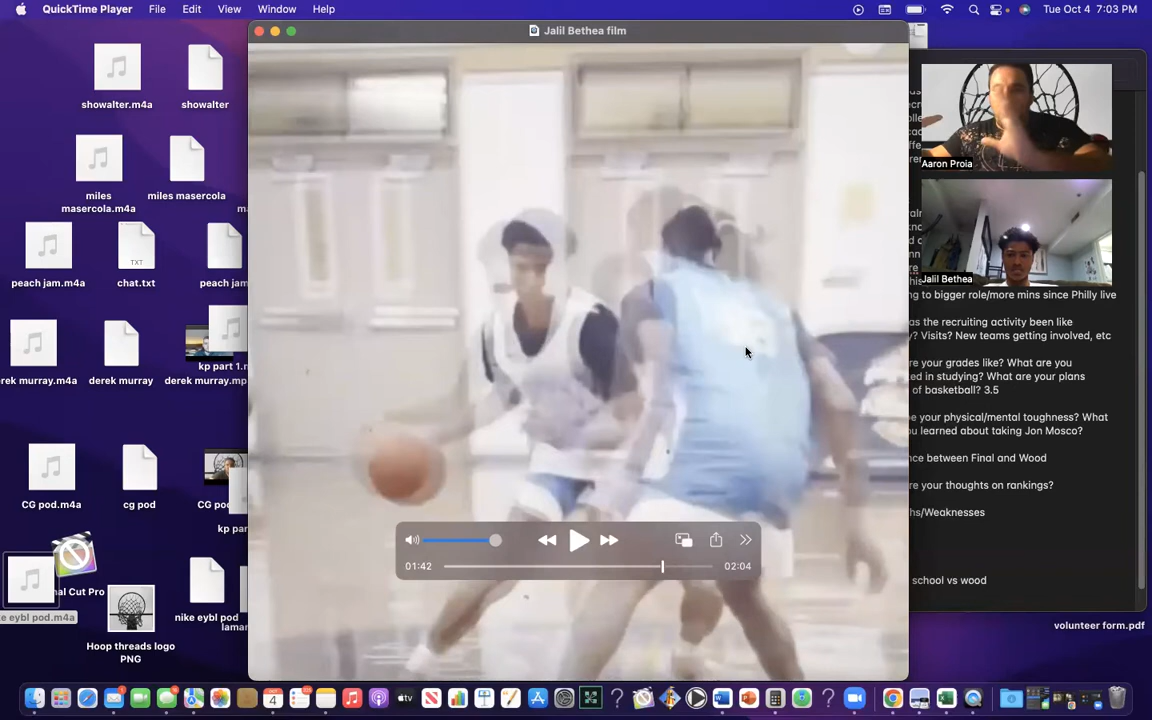 QuickTime Player File Edit View Window Help
Tue Oct 4 7:03 PM
Jalil Bethea film
showalter.m4a
showalter
miles
masercola.m4a
miles masercola
peach jam.m4a
TXT
chat.txt
peach jam
derek murray
derek murray.mp
kp part 1.m
CG pod.m4a
cg pod
CG pod
kp par
nal Cut Pro
e eybl pod.m4a
Hoop threads logo
PNG
nike eybl pod
lamar
01:42
02:04
Aaron Proia
Jalil Bethea
ng to bigger role/more mins since Philly live
as the recruiting activity been like
y? Visits? New teams getting involved, etc
re your grades like? What are you
ed in studying? What are your plans
of basketball? 3.5
e your physical/mental toughness? What
ou learned about taking Jon Mosco?
nce between Final and Wood
re your thoughts on rankings?
hs/Weaknesses
school vs wood
volunteer form.pdf